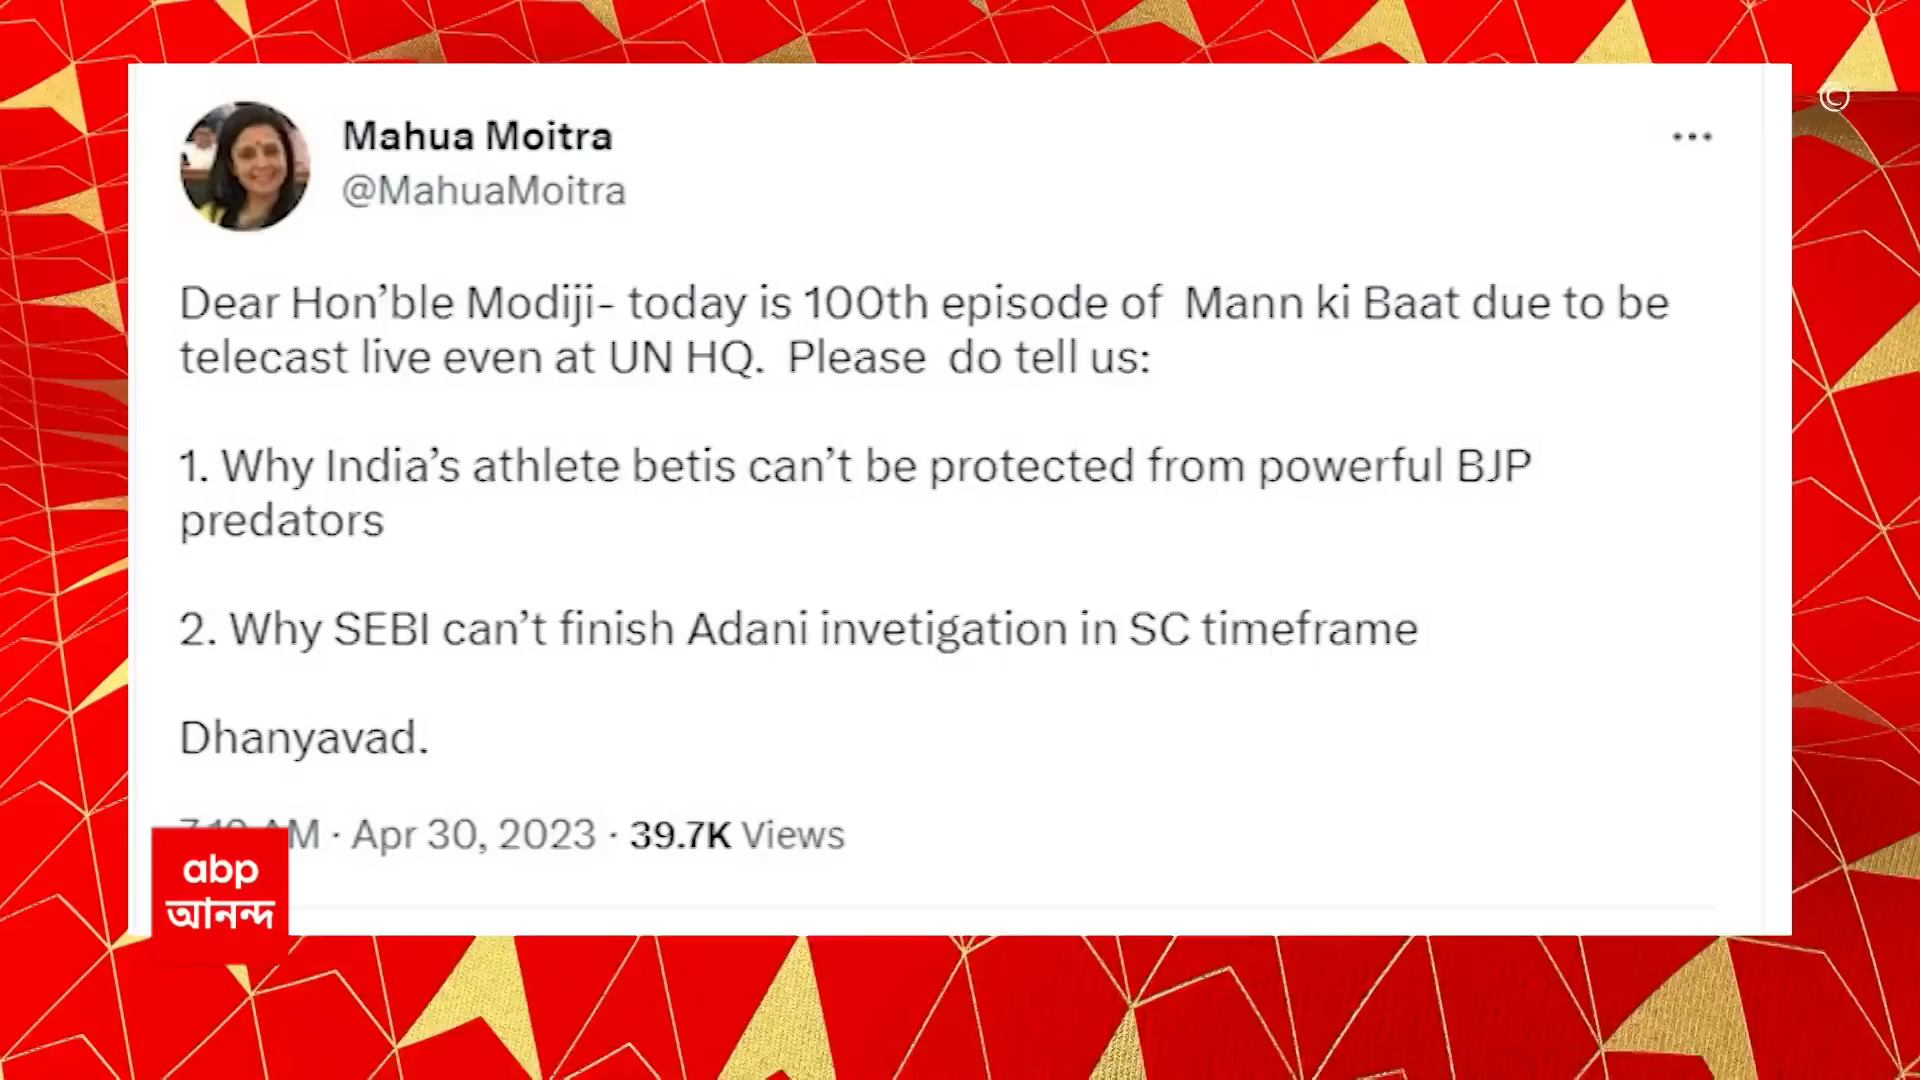 Mahua Moitra
@MahuaMoitra
Dear Hon’ble Modiji- today is 100th episode of Mann ki Baat due to be
telecast live even at UN HQ. Please do tell us:
1. Why India’s athlete betis can’t be protected from powerful BJP
predators
2. Why SEBI can’t finish Adani invetigation in SC timeframe
Dhanyavad.
AM · Apr 30, 2023 · 39.7K Views
abp
আনন্দ
©